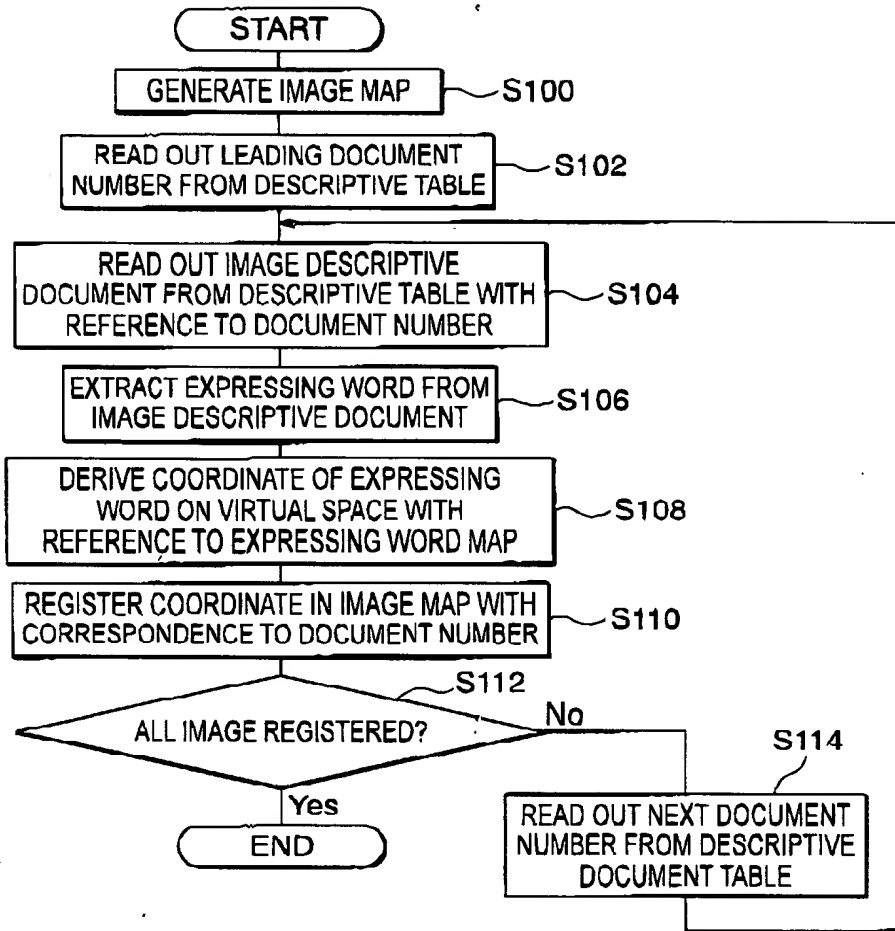 START
GENERATE IMAGE MAP
S100
READ OUT LEADING DOCUMENT
NUMBER FROM DESCRIPTIVE TABLE
S102
READ OUT IMAGE DESCRIPTIVE
DOCUMENT FROM DESCRIPTIVE TABLE WITH
REFERENCE TO DOCUMENT NUMBER
S104
EXTRACT EXPRESSING WORD FROM
IMAGE DESCRIPTIVE DOCUMENT
S106
DERIVE COORDINATE OF EXPRESSING
WORD ON VIRTUAL SPACE WITH
REFERENCE TO EXPRESSING WORD MAP
S108
REGISTER COORDINATE IN IMAGE MAP WITH
CORRESPONDENCE TO DOCUMENT NUMBER
S110
S112
ALL IMAGE REGISTERED?
No
Yes
END
S114
READ OUT NEXT DOCUMENT
NUMBER FROM DESCRIPTIVE
DOCUMENT TABLE